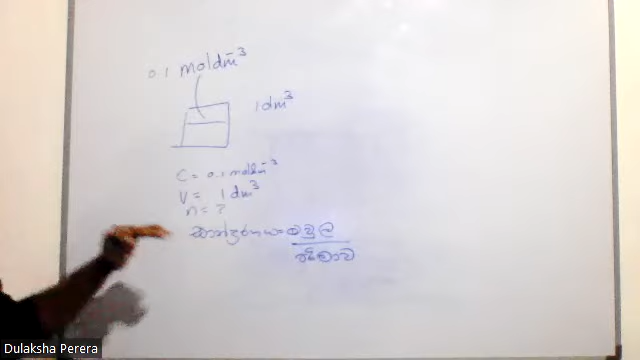 0.1 moldm⁻³
1dm³
C = 0.1 moldm⁻³
V = 1 dm³
n = ?
සාන්ද්‍රණය = මවුල
පරිමාව
Dulaksha Perera